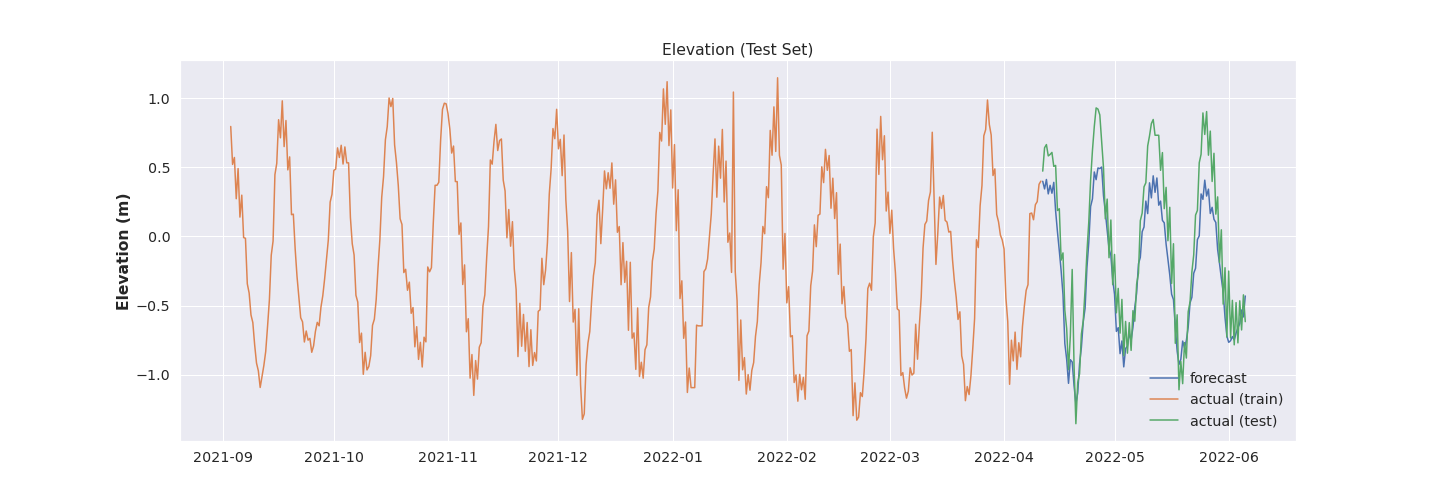 Elevation (Test Set)
Elevation (m)
1.0
0.5
0.0
−0.5
−1.0
forecast
actual (train)
actual (test)
2021-09 2021-10 2021-11 2021-12 2022-01 2022-02 2022-03 2022-04 2022-05 2022-06